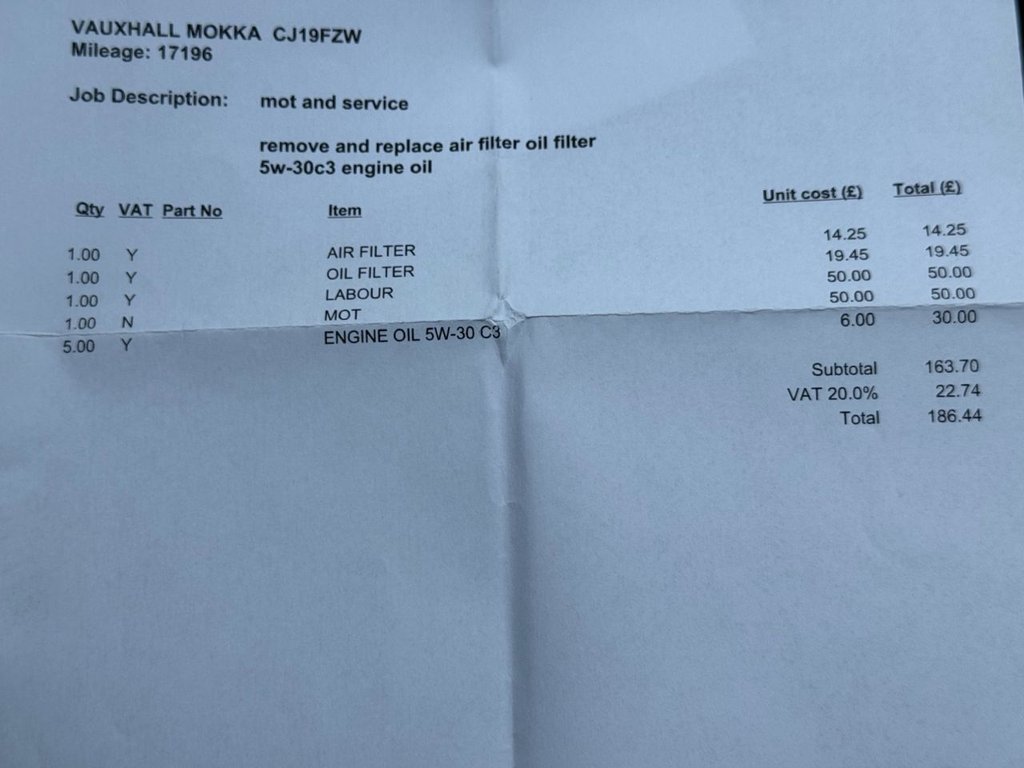 VAUXHALL MOKKA CJ19FZW
Mileage: 17196
Job Description: mot and service
remove and replace air filter oil filter
5w-30c3 engine oil
Qty VAT Part No Item Unit cost (£) Total (£)
1.00 Y AIR FILTER 14.25 14.25
1.00 Y OIL FILTER 19.45 19.45
1.00 Y LABOUR 50.00 50.00
1.00 N MOT 50.00 50.00
5.00 Y ENGINE OIL 5W-30 C3 6.00 30.00
Subtotal 163.70
VAT 20.0% 22.74
Total 186.44